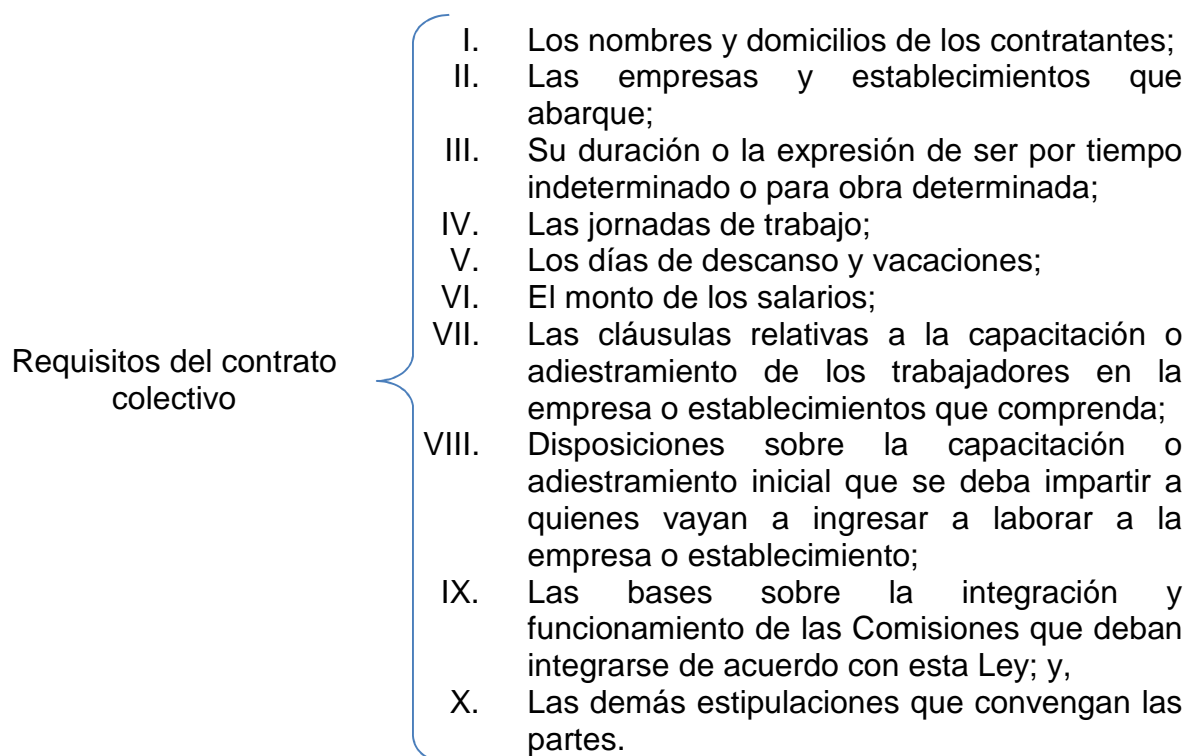 Requisitos del contrato
colectivo
I. Los nombres y domicilios de los contratantes;
II. Las empresas y establecimientos que
abarque;
III. Su duración o la expresión de ser por tiempo
indeterminado o para obra determinada;
IV. Las jornadas de trabajo;
V. Los días de descanso y vacaciones;
VI. El monto de los salarios;
VII. Las cláusulas relativas a la capacitación o
adiestramiento de los trabajadores en la
empresa o establecimientos que comprenda;
VIII. Disposiciones sobre la capacitación o
adiestramiento inicial que se deba impartir a
quienes vayan a ingresar a laborar a la
empresa o establecimiento;
IX. Las bases sobre la integración y
funcionamiento de las Comisiones que deban
integrarse de acuerdo con esta Ley; y,
X. Las demás estipulaciones que convengan las
partes.